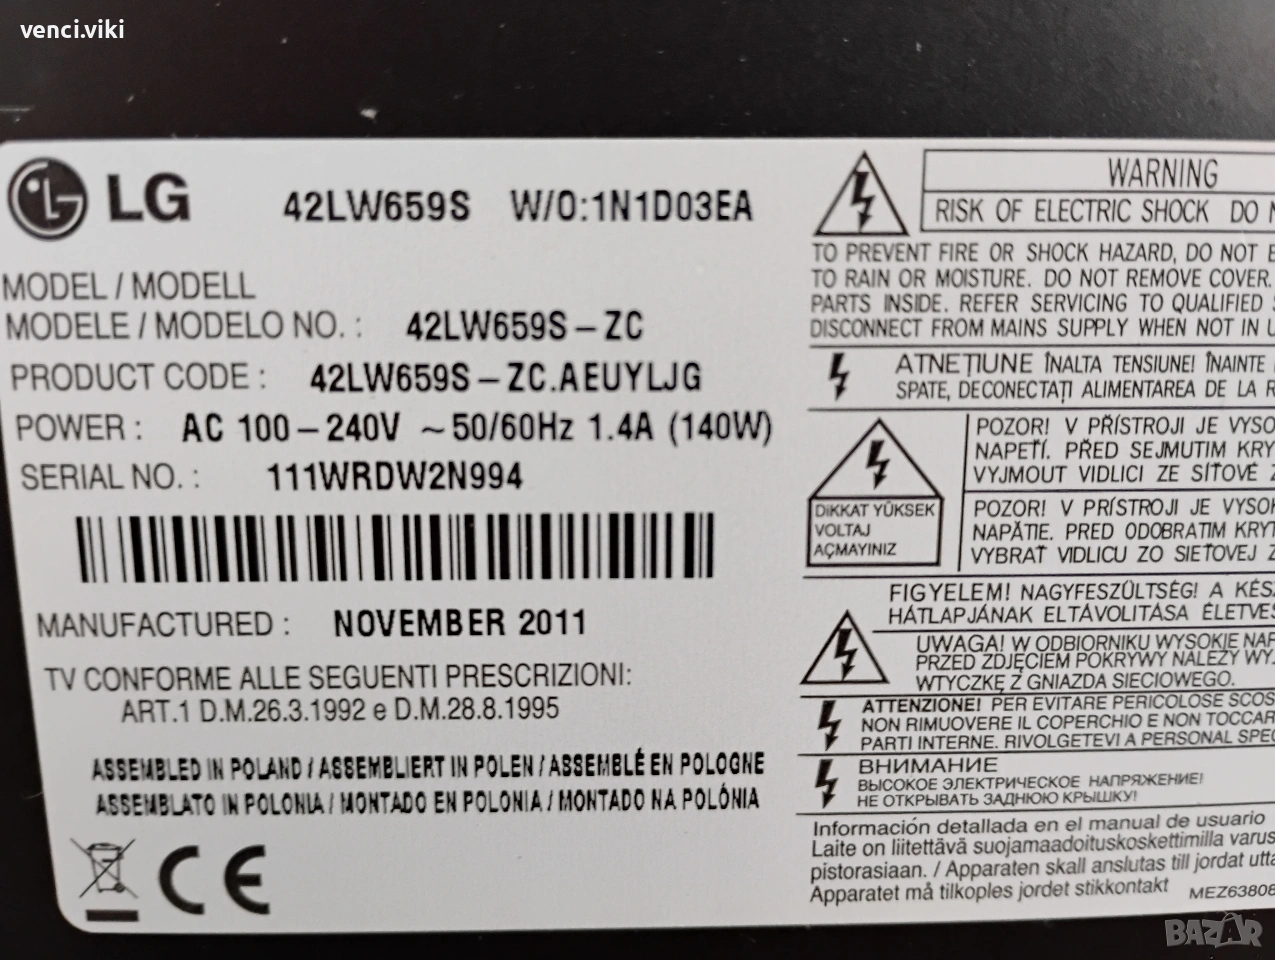 venci.viki
LG 42LW659S W/O:1N1D03EA
MODEL / MODELL
MODELE / MODELO NO. : 42LW659S – ZC
PRODUCT CODE : 42LW659S – ZC.AEUYLJG
POWER : AC 100 – 240V ~ 50/60Hz 1.4A (140W)
SERIAL NO. : 111WRDW2N994
MANUFACTURED : NOVEMBER 2011
TV CONFORME ALLE SEGUENTI PRESCRIZIONI:
ART.1 D.M.26.3.1992 e D.M.28.8.1995
ASSEMBLED IN POLAND / ASSEMBLIERT IN POLEN / ASSEMBLÉ EN POLOGNE
ASSEMBLATO IN POLONIA / MONTADO EN POLONIA / MONTADO NA POLÓNIA
CE
WARNING
RISK OF ELECTRIC SHOCK DO
TO PREVENT FIRE OR SHOCK HAZARD, DO NOT
TO RAIN OR MOISTURE. DO NOT REMOVE COVER.
PARTS INSIDE. REFER SERVICING TO QUALIFIED
DISCONNECT FROM MAINS SUPPLY WHEN NOT IN
ATNEȚIUNE ÎNALTA TENSIUNE! ÎNAINTE
SPATE, DECONECTAȚI ALIMENTAREA DE LA
POZOR! V PŘÍSTROJI JE
NAPETÍ. PŘED SEJMUTIM
VYJMOUT VIDLICI ZE SÍŤOVÉ
DIKKAT YÜKSEK
VOLTAJ
AÇMAYINIZ
POZOR! V PRÍSTROJI JE
NAPÄTIE. PRED ODOBRATIM
VYBRAŤ VIDLICU ZO SIEŤOVEJ
FIGYELEM! NAGYFESZÜLTSÉG! A
HÁTLAPJÁNAK ELTÁVOLITÁSA
UWAGA! W ODBIORNIKU WYSOKIE
PRZED ZDJĘCIEM POKRYWY NALEŻY
WTYCZKĘ Z GNIAZDA SIECIOWEGO.
ATTENZIONE! PER EVITARE PERICOLOSE
NON RIMUOVERE IL COPERCHIO E NON
PARTI INTERNE. RIVOLGETEVI A PERSONAL
ВНИМАНИЕ
ВЫСОКОЕ ЭЛЕКТРИЧЕСКОЕ НАПРЯЖЕНИЕ!
НЕ ОТКРЫВАТЬ ЗАДНЮЮ КРЫШКУ!
Información detallada en el manual de usuario
Laite on liitettävä suojamaadoituskoskettimilla
pistorasiaan. / Apparaten skall anslutas till jordat
Apparatet må tilkoples jordet stikkontakt MEZ63808
BAZAR